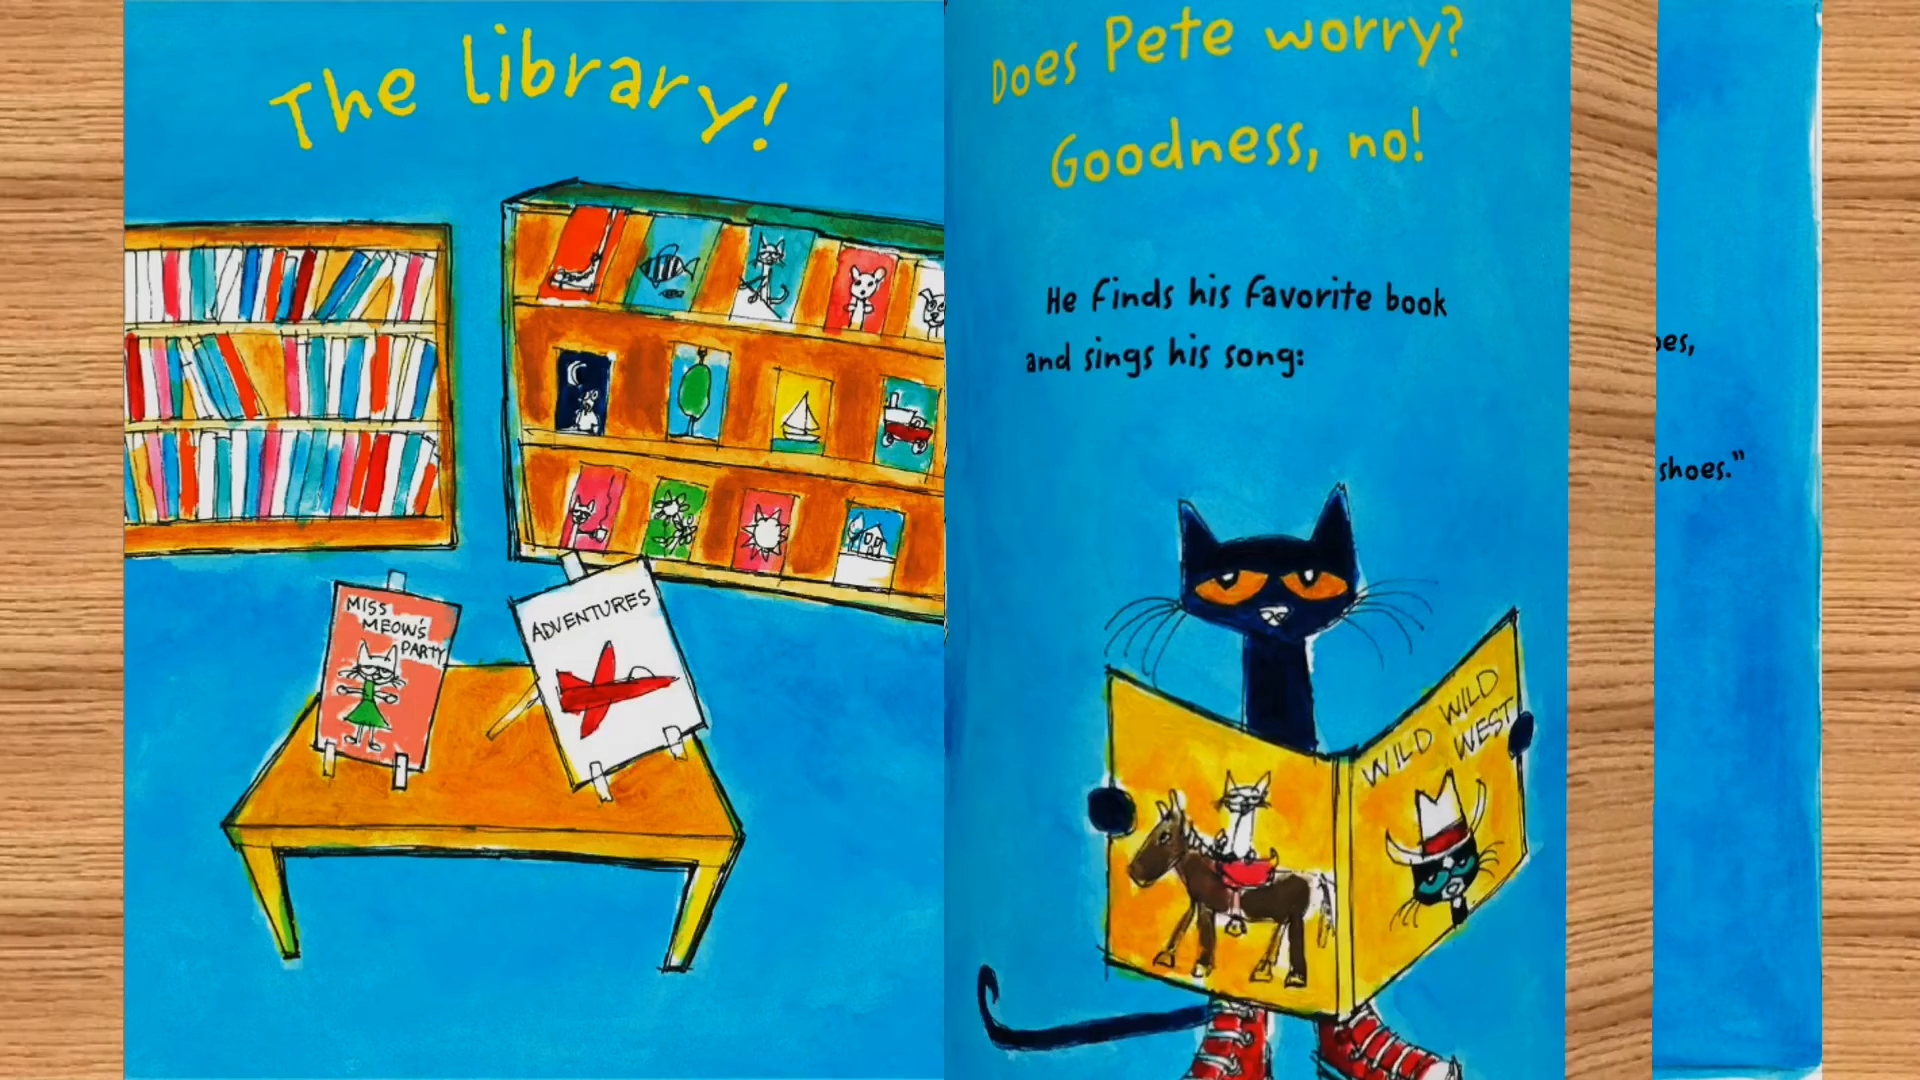 The library!
MISS
MEOW'S
PARTY
ADVENTURES
Does Pete worry?
Goodness, no!
He finds his favorite book
and sings his song:
WILD WILD
WEST
shoes."